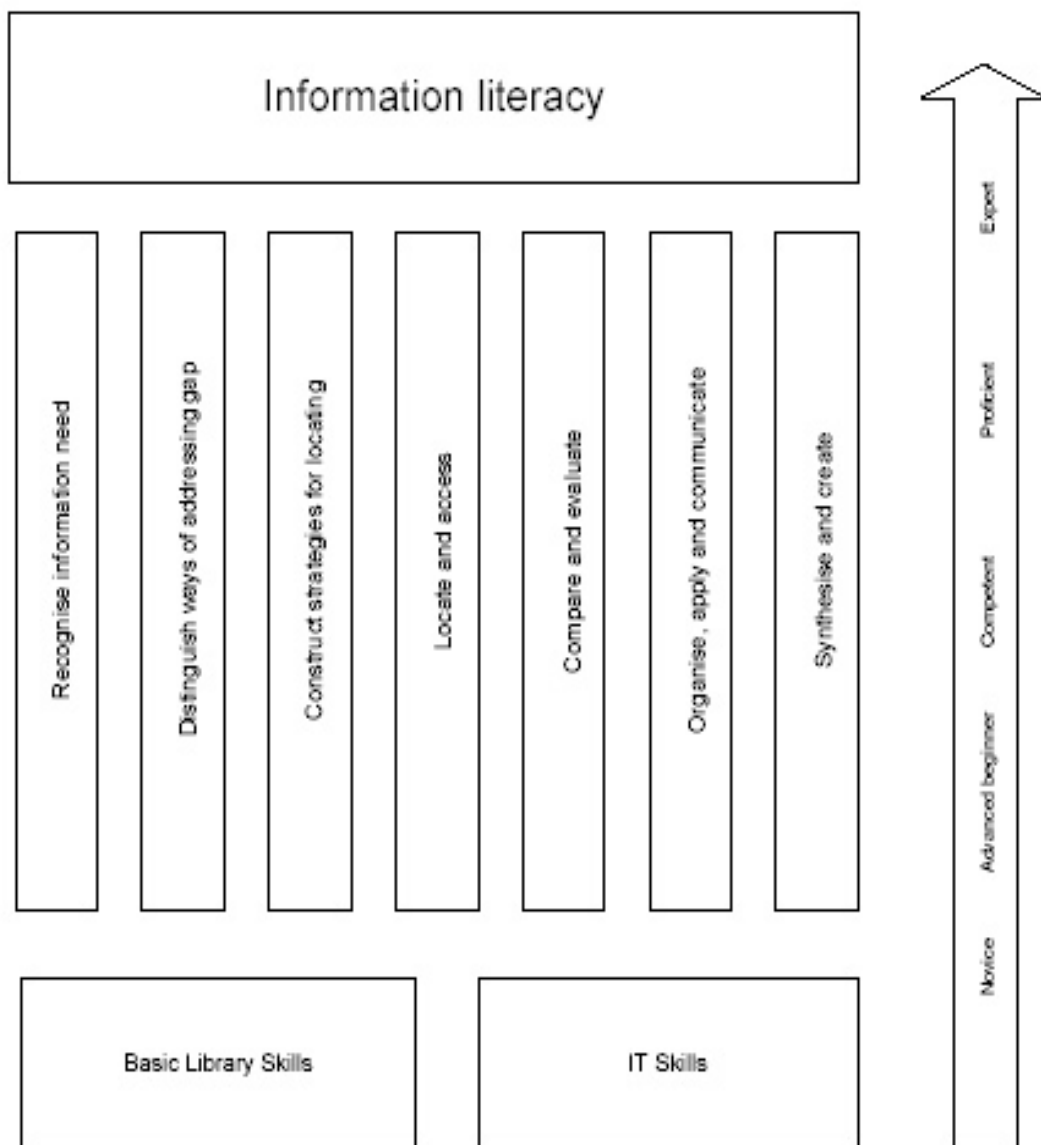 Information literacy
Recognise information need
Distinguish ways of addressing gap
Construct strategies for locating
Locate and access
Compare and evaluate
Organise, apply and communicate
Synthesise and create
Basic Library Skills
IT Skills
Expert
Proficient
Competent
Advanced beginner
Novice